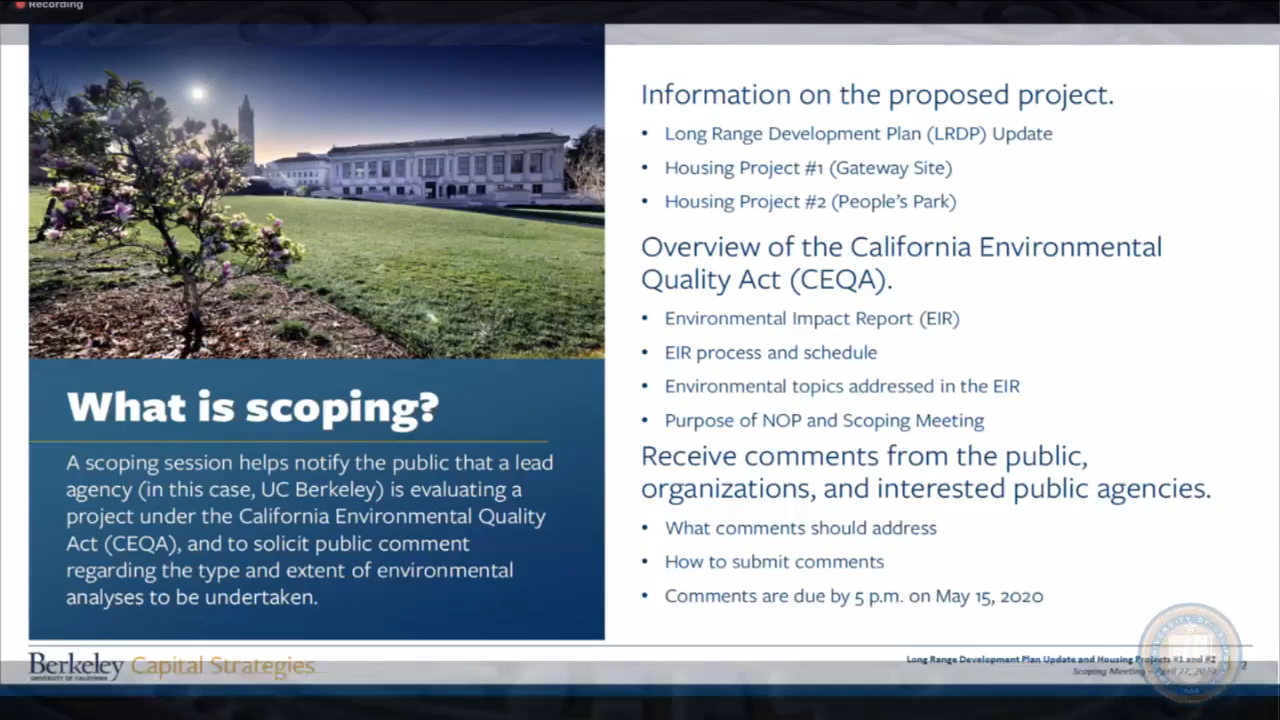 Recording
What is scoping?
A scoping session helps notify the public that a lead
agency (in this case, UC Berkeley) is evaluating a
project under the California Environmental Quality
Act (CEQA), and to solicit public comment
regarding the type and extent of environmental
analyses to be undertaken.
Information on the proposed project.
• Long Range Development Plan (LRDP) Update
• Housing Project #1 (Gateway Site)
• Housing Project #2 (People's Park)
Overview of the California Environmental
Quality Act (CEQA).
• Environmental Impact Report (EIR)
• EIR process and schedule
• Environmental topics addressed in the EIR
• Purpose of NOP and Scoping Meeting
Receive comments from the public,
organizations, and interested public agencies.
• What comments should address
• How to submit comments
• Comments are due by 5 p.m. on May 15, 2020
Berkeley Capital Strategies
UNIVERSITY OF CALIFORNIA
Long Range Development Plan Update and Housing Projects #1 and #2
Scoping Meeting – April 27,
2